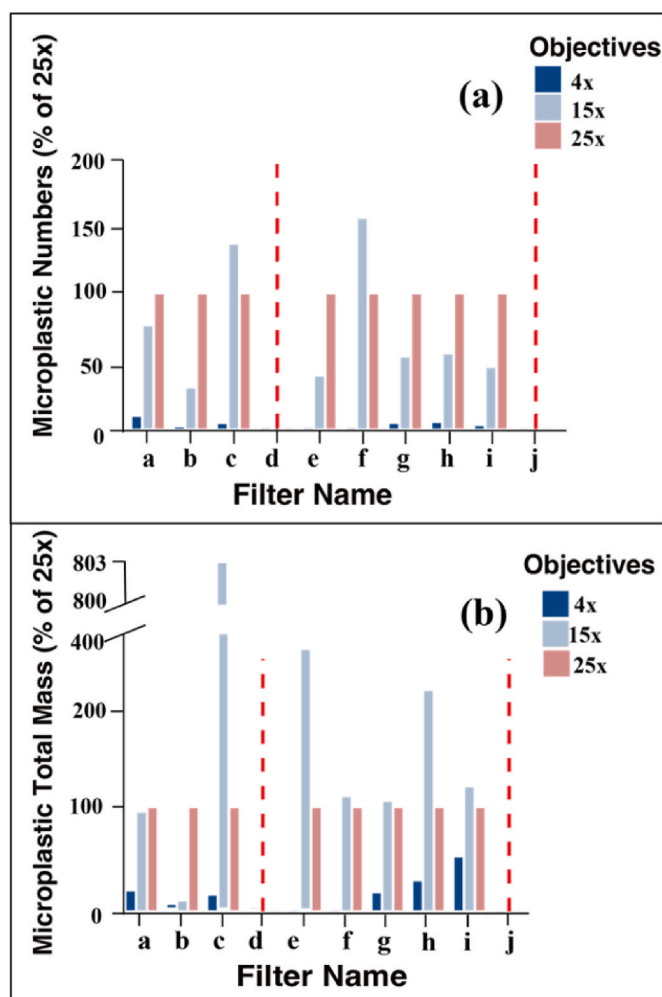 Objectives
4x
15x
25x
(a)
Microplastic Numbers (% of 25x)
200
150
100
50
0
a b c d e f g h i j
Filter Name
Objectives
4x
15x
25x
(b)
Microplastic Total Mass (% of 25x)
803
800
400
200
100
0
a b c d e f g h i j
Filter Name